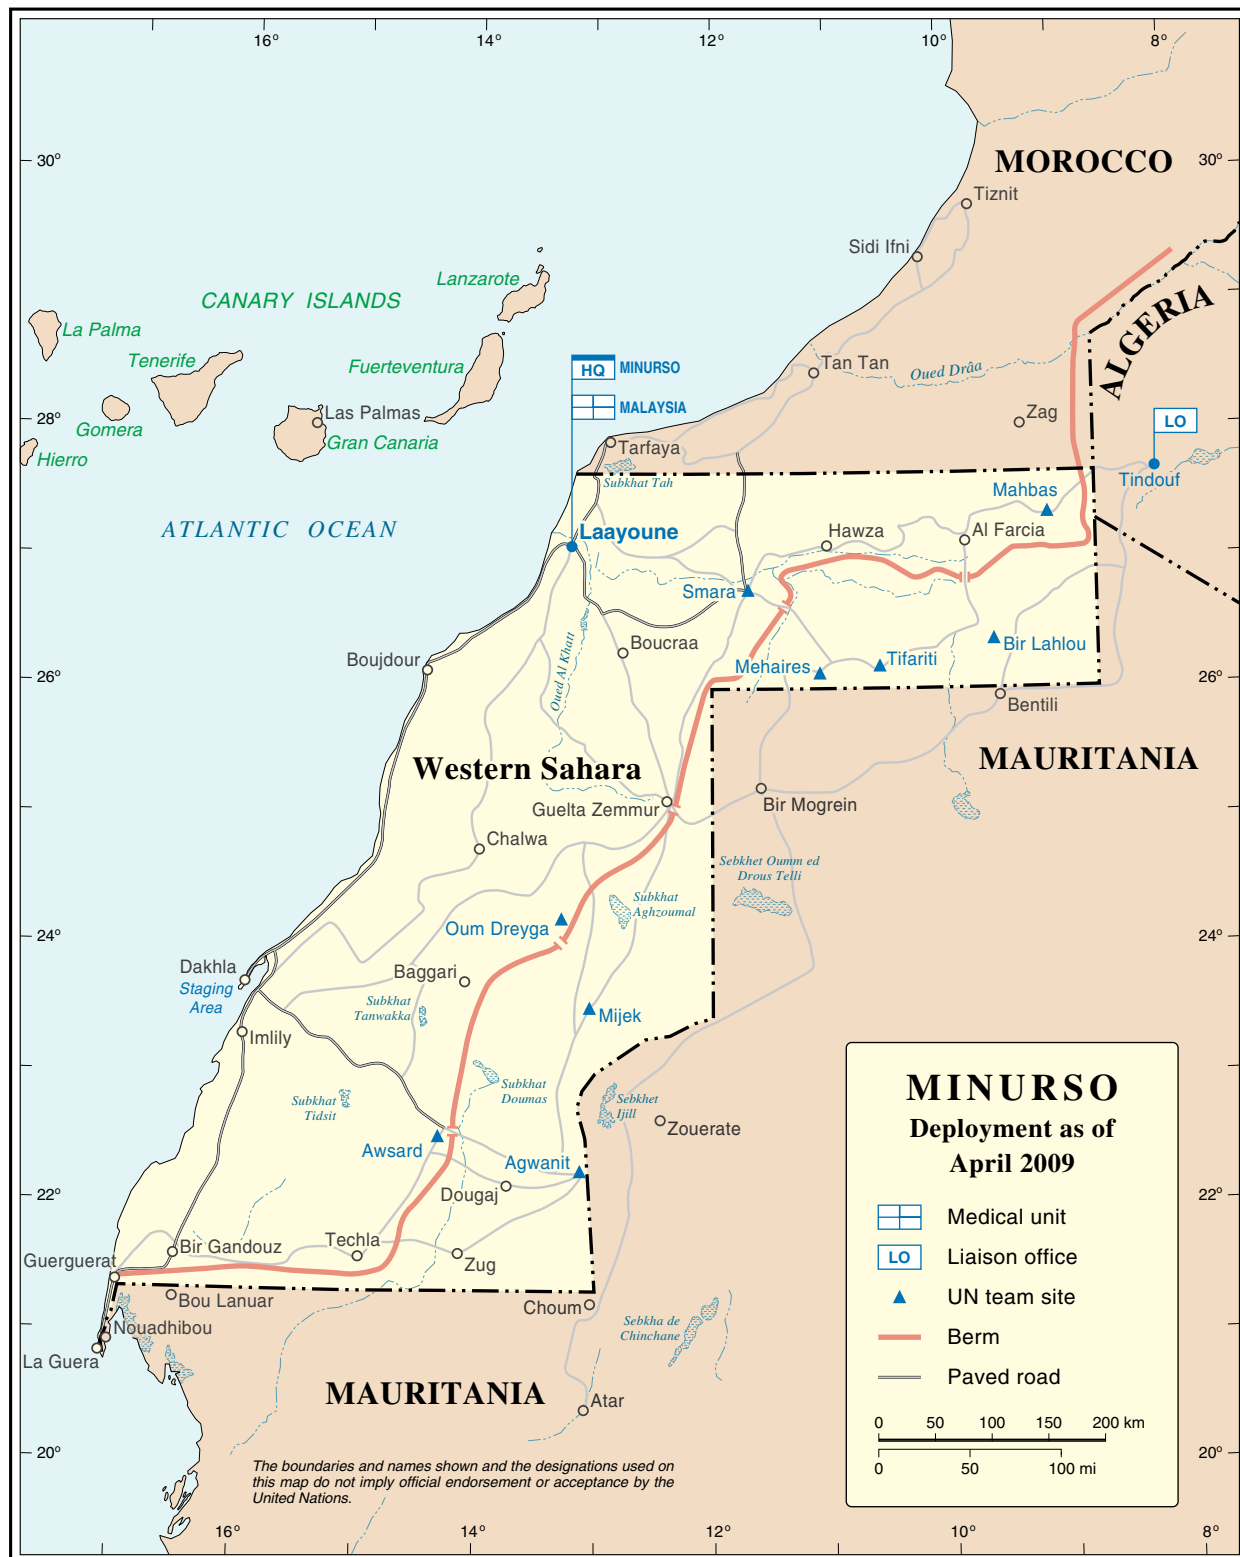 16°
14°
12°
10°
8°
30°
30°
MOROCCO
Tiznit
Sidi Ifni
Lanzarote
CANARY ISLANDS
La Palma
Tenerife
Fuerteventura
ALGERIA
HQ MINURSO
MALAYSIA
Tan Tan
Oued Drâa
Las Palmas
Gomera
Gran Canaria
Hierro
28°
28°
Zag
LO
Tarfaya
Subkhat Tah
Tindouf
Mahbas
ATLANTIC OCEAN
Laayoune
Hawza
Al Farcia
Smara
Boucraa
Bir Lahlou
Boujdour
Oued Al Khatt
Mehaires
Tifariti
26°
26°
Bentili
Western Sahara
MAURITANIA
Guelta Zemmur
Bir Mogrein
Chalwa
Sebkhet Oumm ed
Drous Telli
Subkhat
Aghzoumal
Oum Dreyga
24°
24°
Dakhla
Staging
Area
Baggari
Subkhat
Tanwakka
Mijek
Imlily
Subkhat
Doumas
Subkhat
Tidsit
Sebkhet
Ijill
Zouerate
Awsard
Agwanit
Dougaj
22°
22°
Techla
Bir Gandouz
Zug
Guerguerat
Bou Lanuar
Choum
Nouadhibou
Sebkha de
Chinchane
La Guera
MAURITANIA
Atar
20°
20°
The boundaries and names shown and the designations used on
this map do not imply official endorsement or acceptance by the
United Nations.
MINURSO
Deployment as of
April 2009
Medical unit
LO Liaison office
UN team site
Berm
Paved road
0 50 100 150 200 km
0 50 100 mi
16°
14°
12°
10°
8°